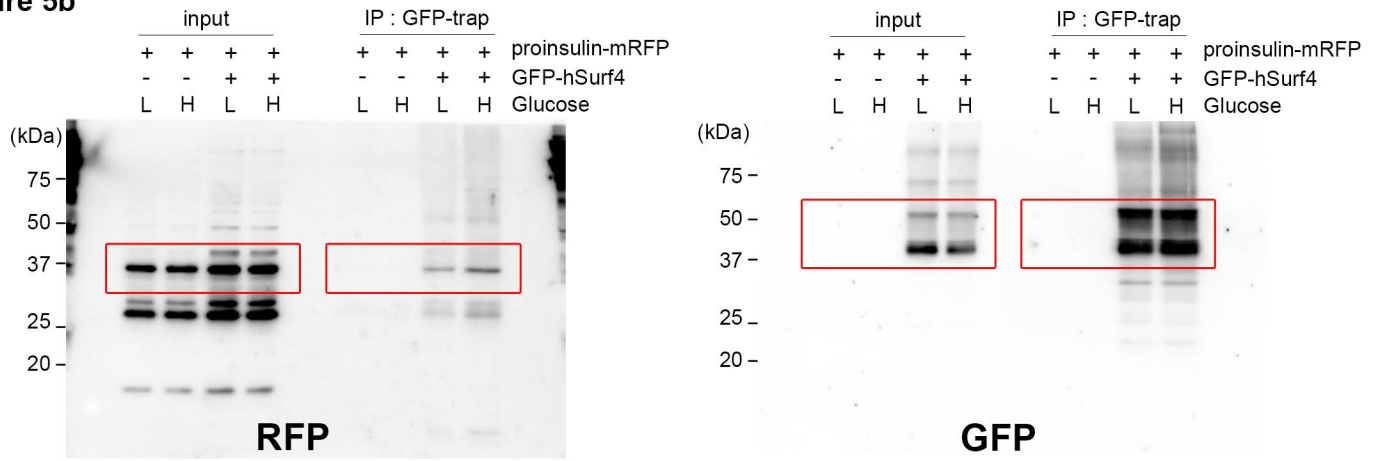 re 5b
input IP : GFP-trap
+ + + + + + + + proinsulin-mRFP
- - + + - - + + GFP-hSurf4
L H L H L H L H Glucose
(kDa)
75 –
50 –
37 –
25 –
20 –
RFP
input IP : GFP-trap
+ + + + + + + + proinsulin-mRFP
- - + + - - + + GFP-hSurf4
L H L H L H L H Glucose
(kDa)
75 –
50 –
37 –
25 –
20 –
GFP